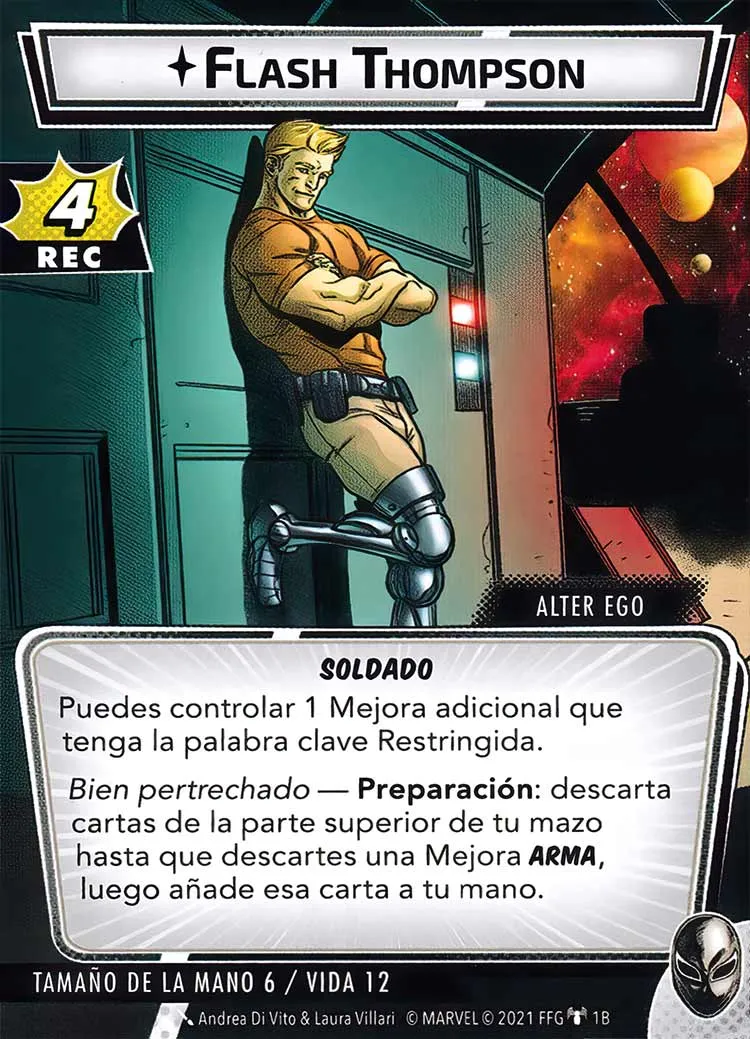 FLASH THOMPSON
4
REC
ALTER EGO
SOLDADO
Puedes controlar 1 Mejora adicional que
tenga la palabra clave Restringida.
Bien pertrechado — Preparación: descarta
cartas de la parte superior de tu mazo
hasta que descartes una Mejora ARMA,
luego añade esa carta a tu mano.
TAMAÑO DE LA MANO 6 / VIDA 12
Andrea Di Vito & Laura Villari © MARVEL © 2021 FFG 1B